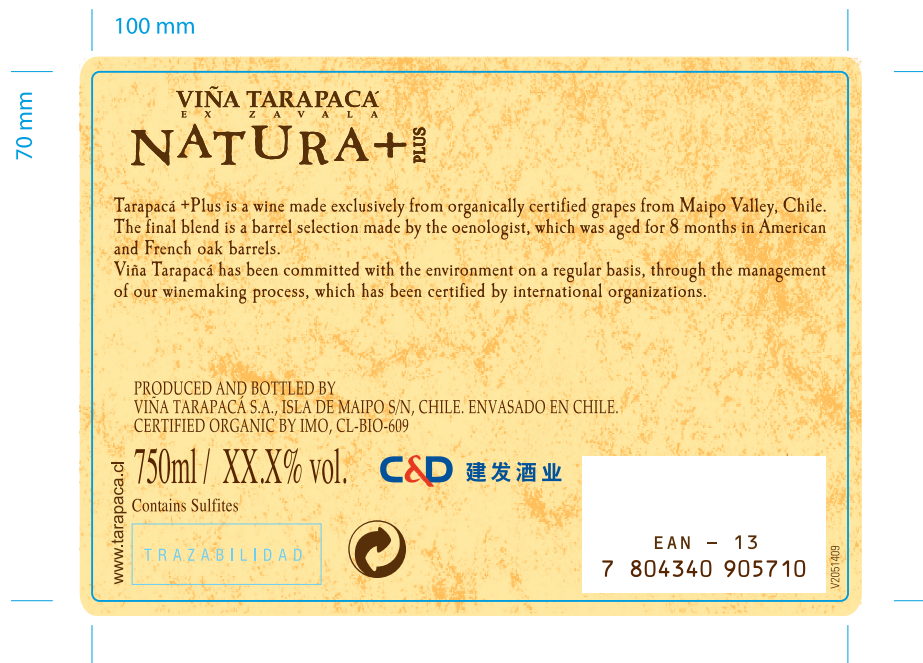 100 mm
70 mm
VIÑA TARAPACÁ
EX ZAVALA
NATURA+
PLUS
Tarapacá +Plus is a wine made exclusively from organically certified grapes from Maipo Valley, Chile.
The final blend is a barrel selection made by the oenologist, which was aged for 8 months in American
and French oak barrels.
Viña Tarapacá has been committed with the environment on a regular basis, through the management
of our winemaking process, which has been certified by international organizations.
PRODUCED AND BOTTLED BY
VIÑA TARAPACÁ S.A., ISLA DE MAIPO S/N, CHILE. ENVASADO EN CHILE.
CERTIFIED ORGANIC BY IMO, CL-BIO-609
750ml / XX.X% vol.
C&D 建发酒业
Contains Sulfites
www.tarapaca.cl
TRAZABILIDAD
EAN - 13
7 804340 905710
V2051409